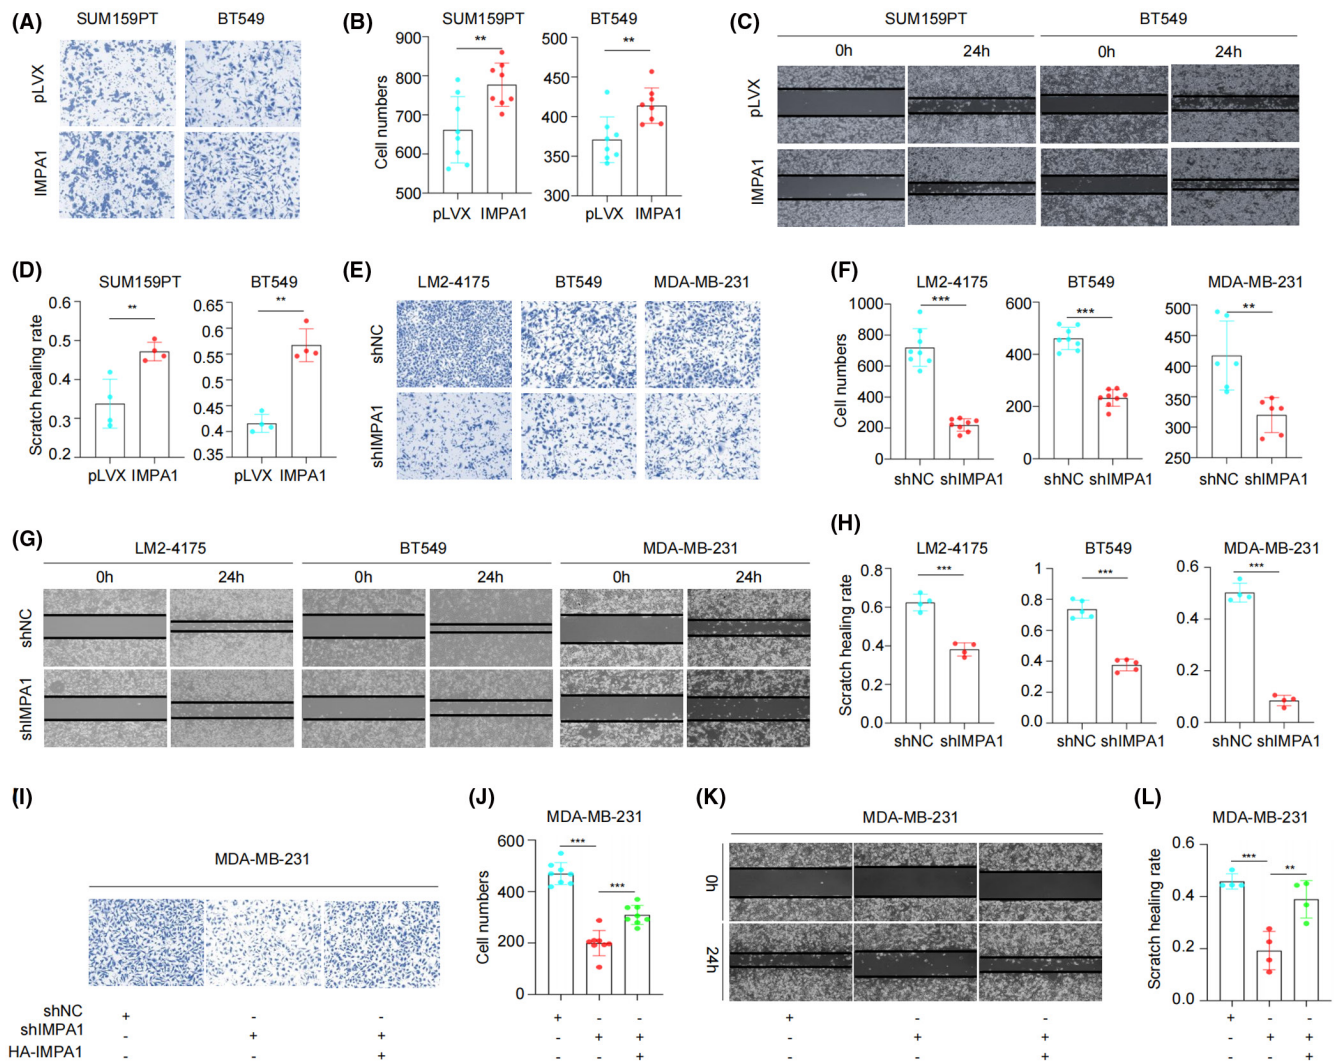 (A) SUM159PT BT549
pLVX
IMPA1
(B) SUM159PT BT549
Cell numbers
900
800
700
600
500
**
pLVX IMPA1
500
450
400
350
300
**
pLVX IMPA1
(C) SUM159PT BT549
0h 24h 0h 24h
pLVX
IMPA1
(D) SUM159PT BT549
Scratch healing rate
0.6
0.5
0.4
0.3
0.2
**
pLVX IMPA1
0.65
0.6
0.55
0.5
0.45
0.4
0.35
**
pLVX IMPA1
(E) LM2-4175 BT549 MDA-MB-231
shNC
shIMPA1
(F) LM2-4175 BT549 MDA-MB-231
Cell numbers
1000
800
600
400
200
0
***
shNC shIMPA1
600
400
200
0
***
shNC shIMPA1
500
450
400
350
300
250
**
shNC shIMPA1
(G) LM2-4175 BT549 MDA-MB-231
0h 24h 0h 24h 0h 24h
shNC
shIMPA1
(H) LM2-4175 BT549 MDA-MB-231
Scratch healing rate
0.8
0.6
0.4
0.2
0.0
***
shNC shIMPA1
1
0.8
0.6
0.4
0.2
0.0
***
shNC shIMPA1
0.6
0.4
0.2
0.0
***
shNC shIMPA1
(I)
MDA-MB-231
shNC + - -
shIMPA1 - + +
HA-IMPA1 - - +
(J)
MDA-MB-231
Cell numbers
600
400
200
0
*** ***
+ - -
- + +
- - +
(K)
MDA-MB-231
0h
24h
+ - -
- + +
- - +
(L)
MDA-MB-231
Scratch healing rate
0.6
0.4
0.2
0.0
*** **
+ - -
- + +
- - +